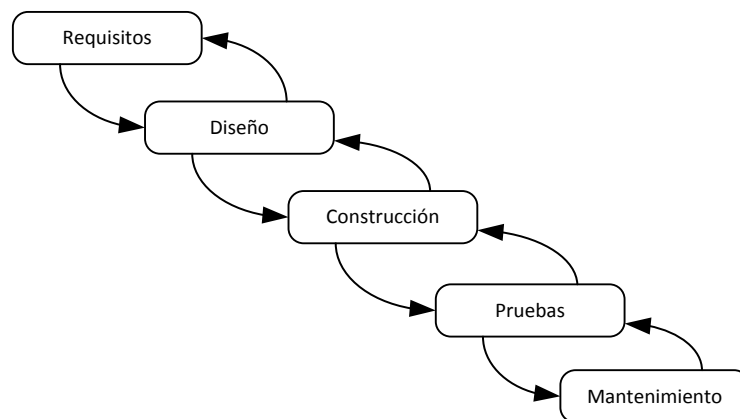 Requisitos
Diseño
Construcción
Pruebas
Mantenimiento